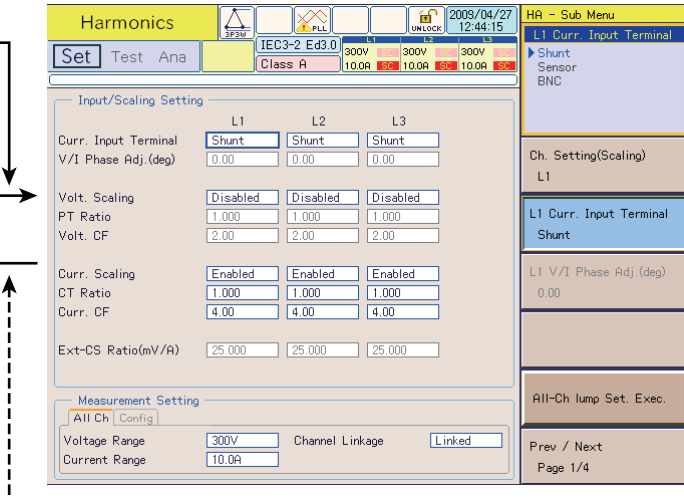 Harmonics
3P3W
PLL
UNLOCK
2009/04/27
12:44:15
Set Test Ana
IEC3-2 Ed3.0
Class A
L1 L2 L3
300V SC 300V SC 300V SC
10.0A SC 10.0A SC 10.0A SC
Input/Scaling Setting
L1 L2 L3
Curr. Input Terminal Shunt Shunt Shunt
V/I Phase Adj.(deg) 0.00 0.00 0.00
Volt. Scaling Disabled Disabled Disabled
PT Ratio 1.000 1.000 1.000
Volt. CF 2.00 2.00 2.00
Curr. Scaling Enabled Enabled Enabled
CT Ratio 1.000 1.000 1.000
Curr. CF 4.00 4.00 4.00
Ext-CS Ratio(mV/A) 25.000 25.000 25.000
Measurement Setting
All Ch Config
Voltage Range 300V Channel Linkage Linked
Current Range 10.0A
HA - Sub Menu
L1 Curr. Input Terminal
Shunt
Sensor
BNC
Ch. Setting(Scaling)
L1
L1 Curr. Input Terminal
Shunt
L1 V/I Phase Adj.(deg)
0.00
All-Ch lump Set. Exec.
Prev / Next
Page 1/4